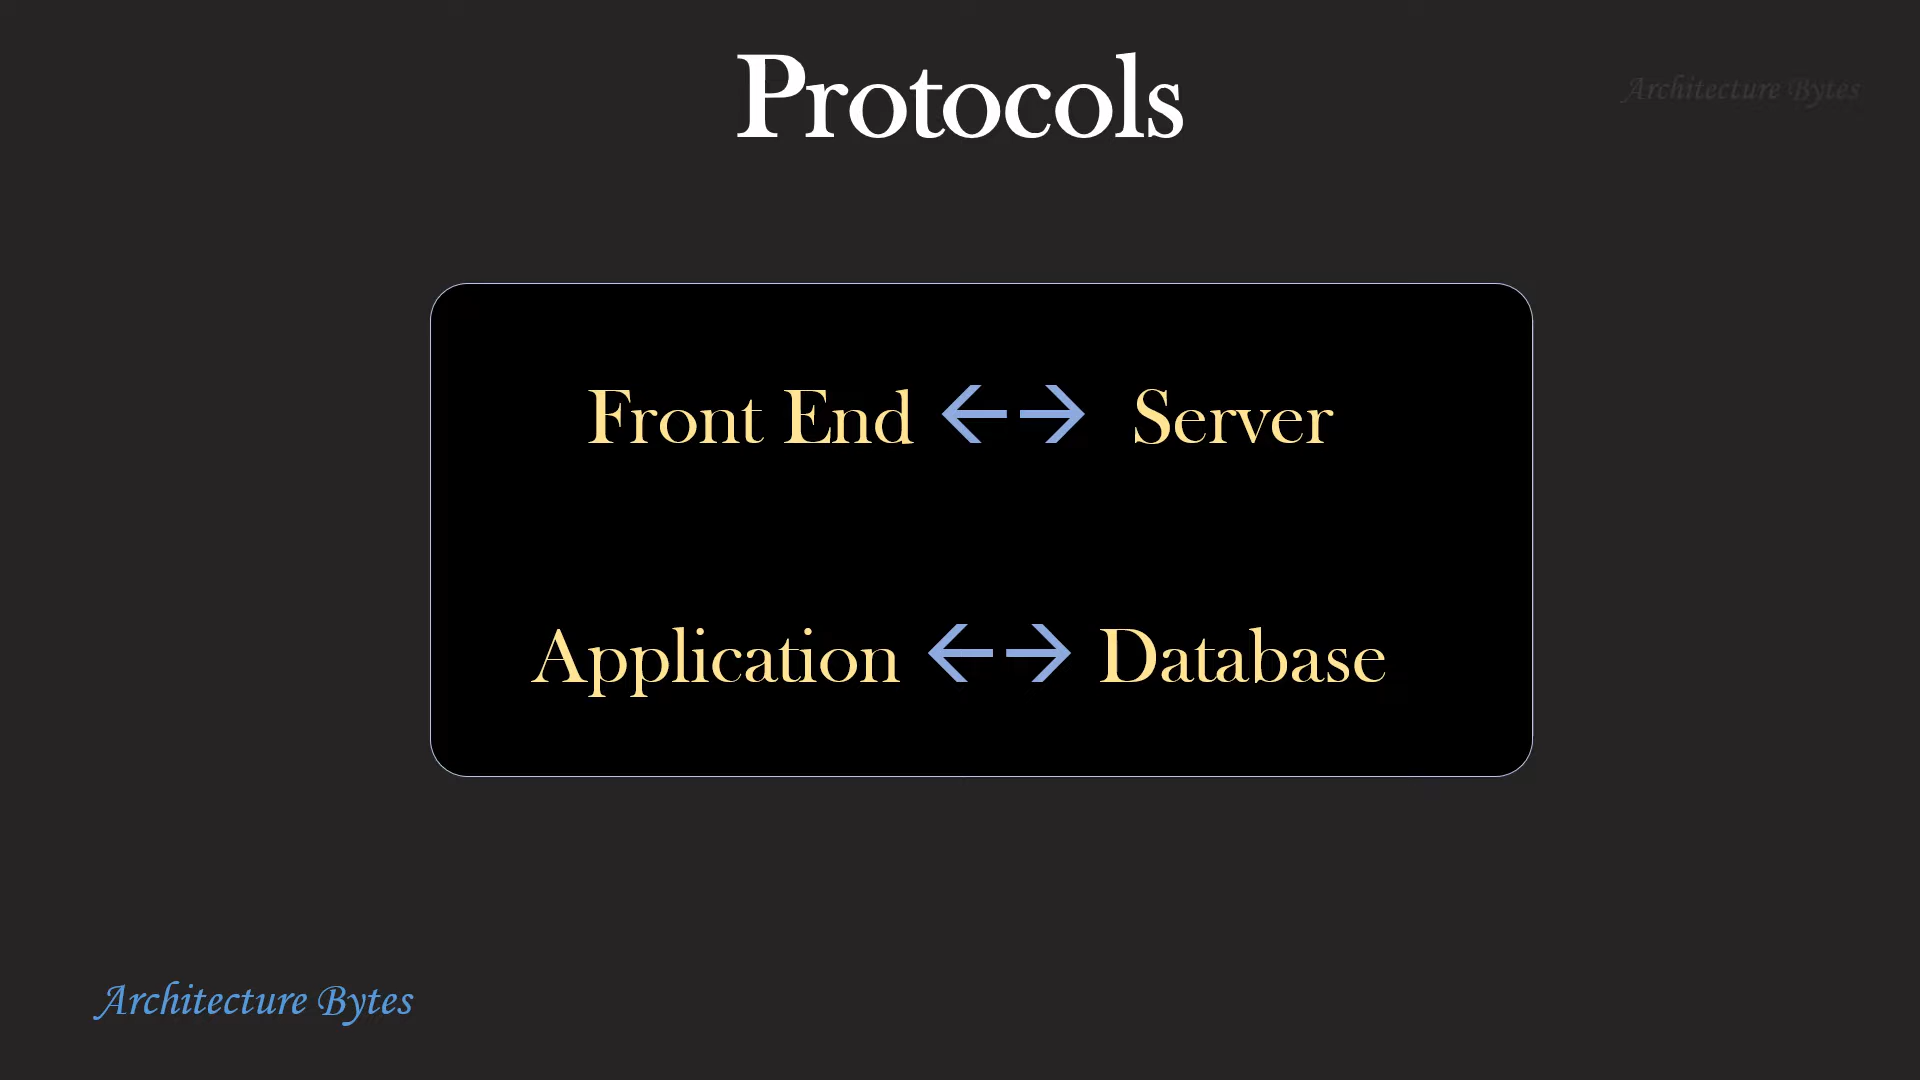 Protocols
Architecture Bytes
Front End ←→ Server
Application ←→ Database
Architecture Bytes